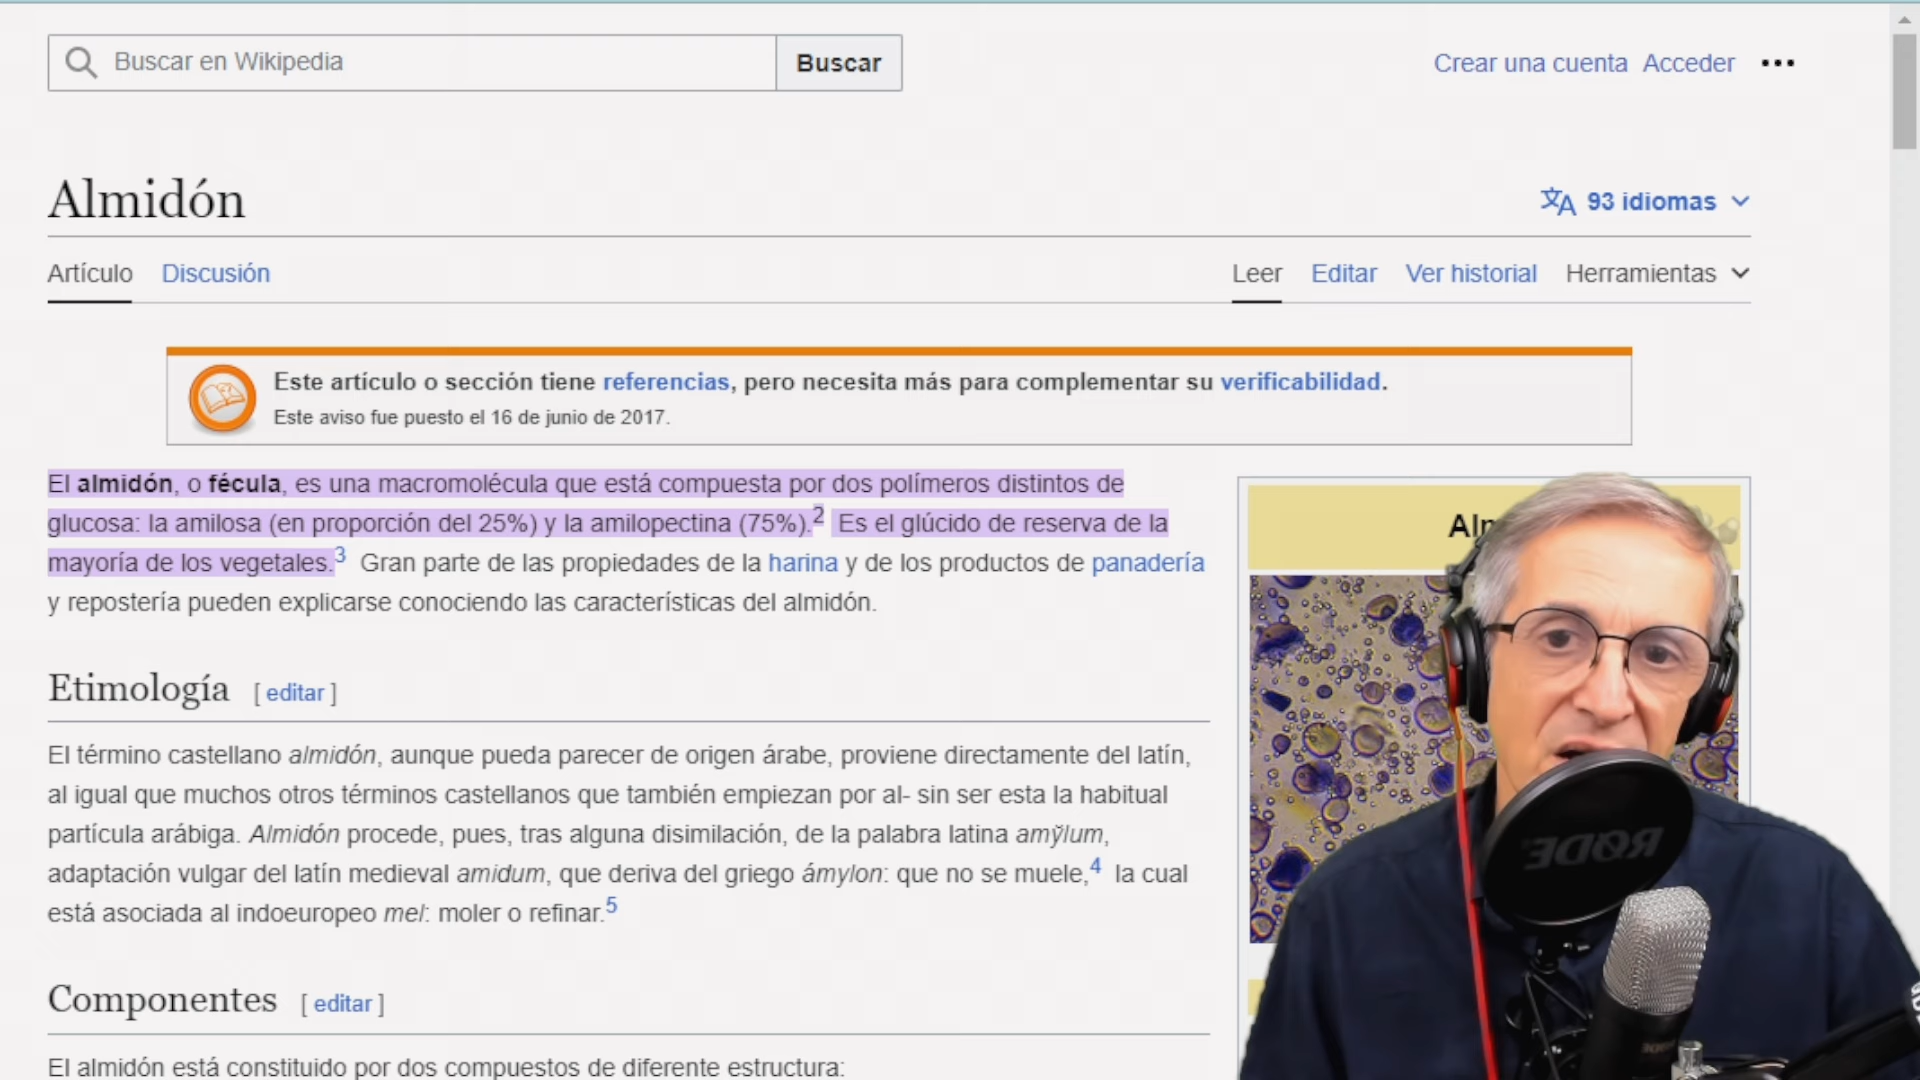 Buscar en Wikipedia
Buscar
Crear una cuenta Acceder
Almidón
93 idiomas
Artículo Discusión
Leer Editar Ver historial Herramientas
Este artículo o sección tiene referencias, pero necesita más para complementar su verificabilidad.
Este aviso fue puesto el 16 de junio de 2017.
El almidón, o fécula, es una macromolécula que está compuesta por dos polímeros distintos de
glucosa: la amilosa (en proporción del 25%) y la amilopectina (75%).2 Es el glúcido de reserva de la
mayoría de los vegetales.3 Gran parte de las propiedades de la harina y de los productos de panadería
y repostería pueden explicarse conociendo las características del almidón.
Etimología [ editar ]
El término castellano almidón, aunque pueda parecer de origen árabe, proviene directamente del latín,
al igual que muchos otros términos castellanos que también empiezan por al- sin ser esta la habitual
partícula arábiga. Almidón procede, pues, tras alguna disimilación, de la palabra latina amy̆lum,
adaptación vulgar del latín medieval amidum, que deriva del griego ámylon: que no se muele,4 la cual
está asociada al indoeuropeo mel: moler o refinar.5
Componentes [ editar ]
El almidón está constituido por dos compuestos de diferente estructura:
RØDE